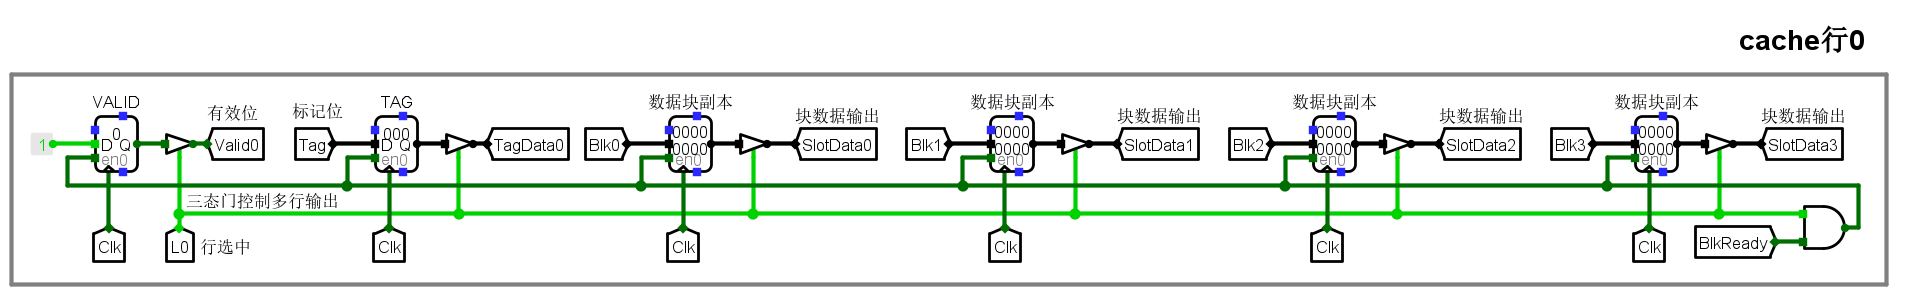 cache行0
VALID
有效位
标记位
TAG
数据块副本
块数据输出
数据块副本
块数据输出
数据块副本
块数据输出
数据块副本
块数据输出
1
0
D Q
en0
Valid0
Tag
000
D Q
en0
TagData0
Blk0
0000
0000
en0
SlotData0
Blk1
0000
0000
en0
SlotData1
Blk2
0000
0000
en0
SlotData2
Blk3
0000
0000
en0
SlotData3
三态门控制多行输出
Clk
L0
行选中
Clk
Clk
Clk
Clk
Clk
BlkReady